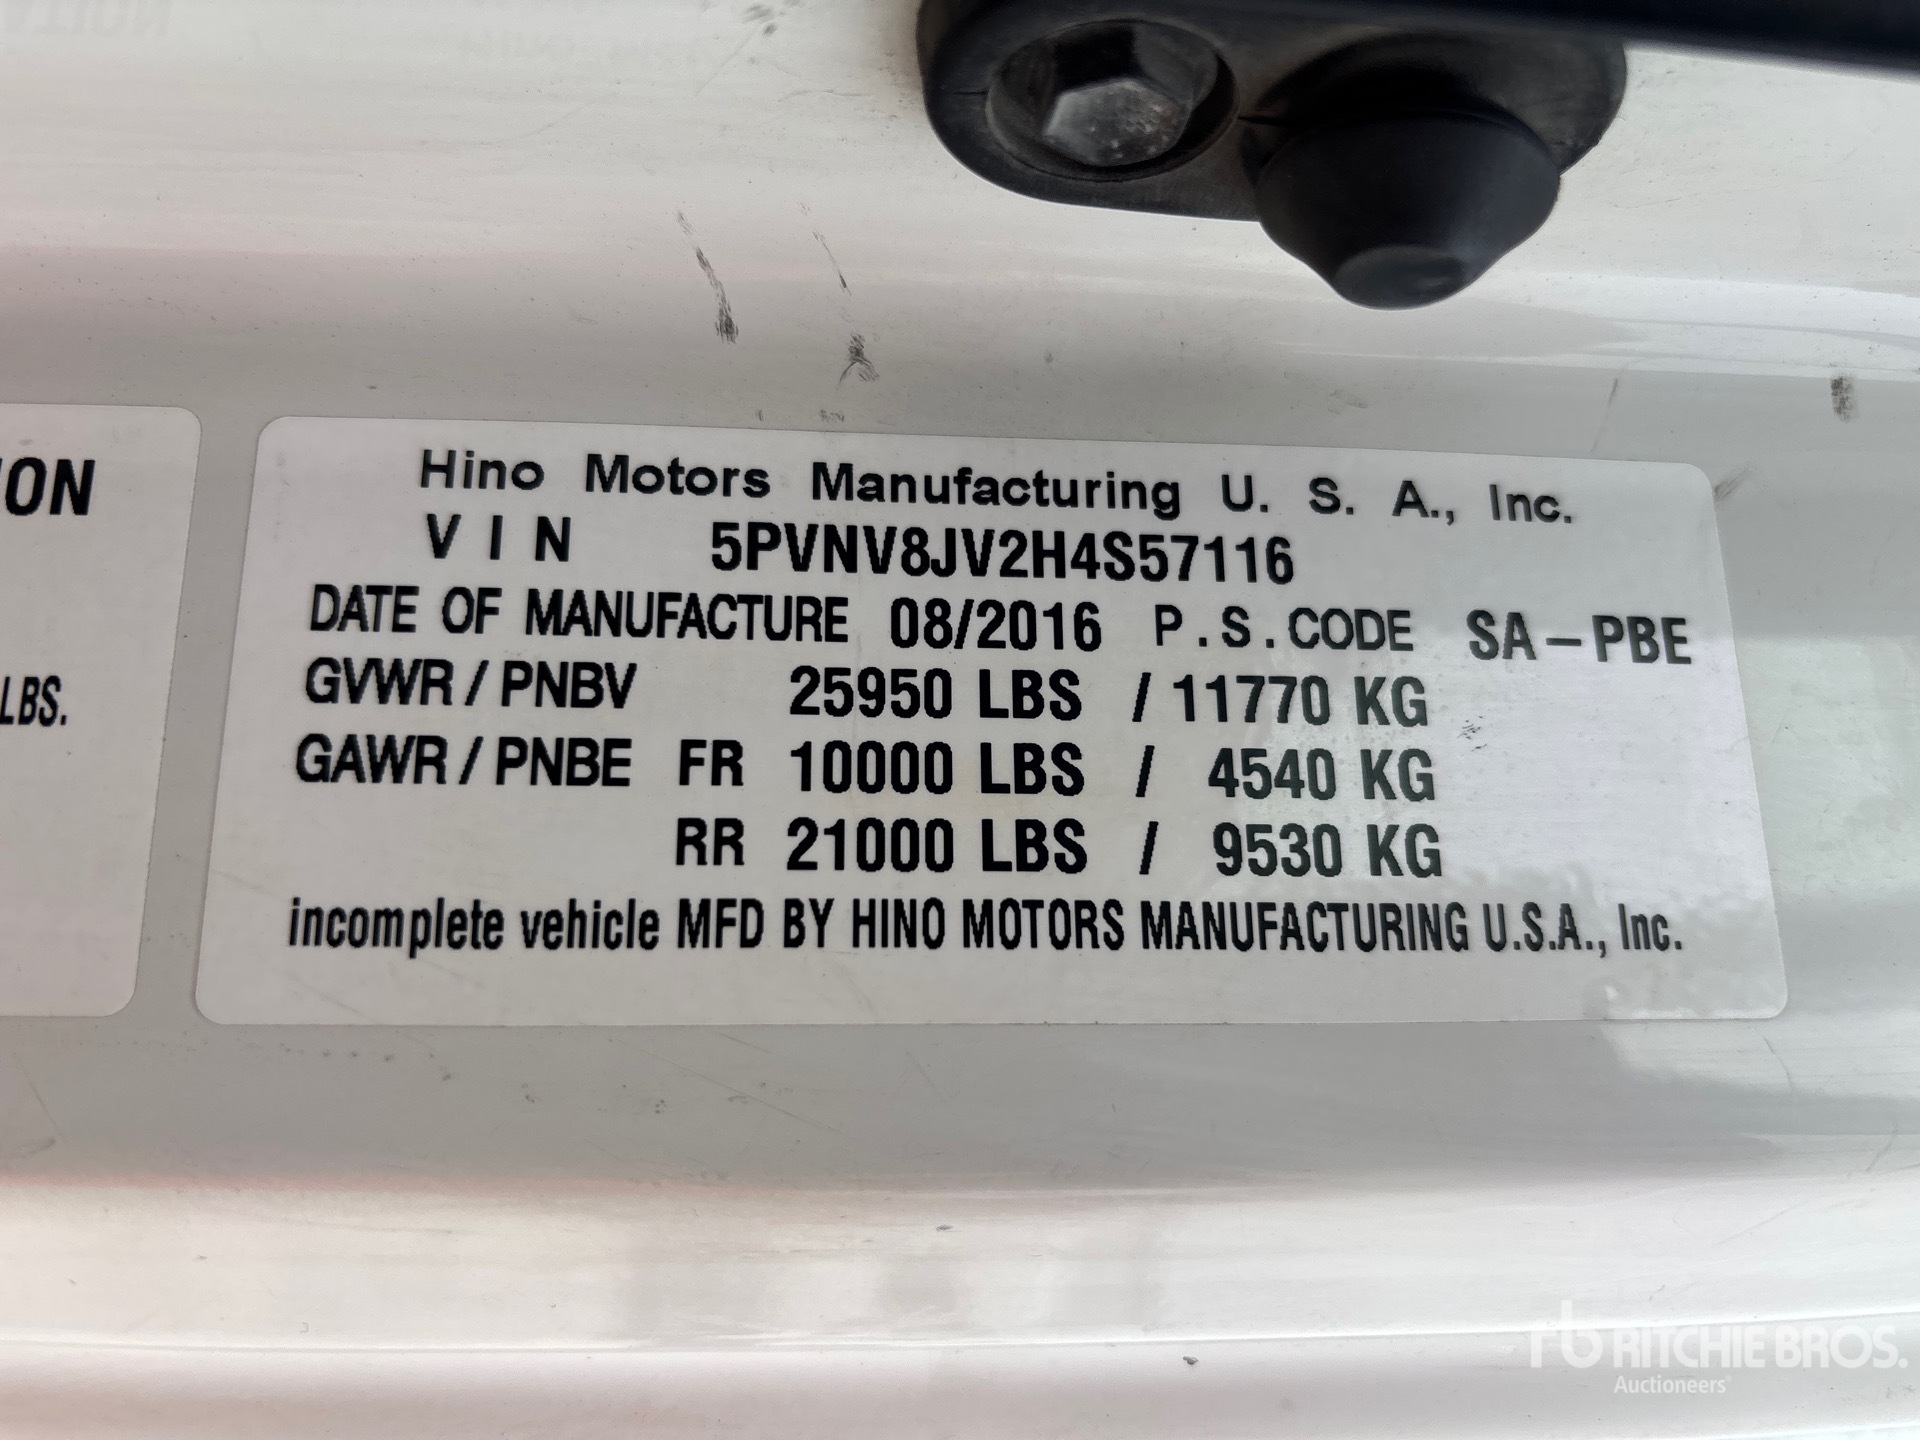 ION
LBS.
Hino Motors Manufacturing U. S. A., Inc.
V I N 5PVNV8JV2H4S57116
DATE OF MANUFACTURE 08/2016 P.S.CODE SA-PBE
GVWR/PNBV 25950 LBS / 11770 KG
GAWR/PNBE FR 10000 LBS / 4540 KG
RR 21000 LBS / 9530 KG
incomplete vehicle MFD BY HINO MOTORS MANUFACTURING U.S.A., Inc.
rb RITCHIE BROS.
Auctioneers